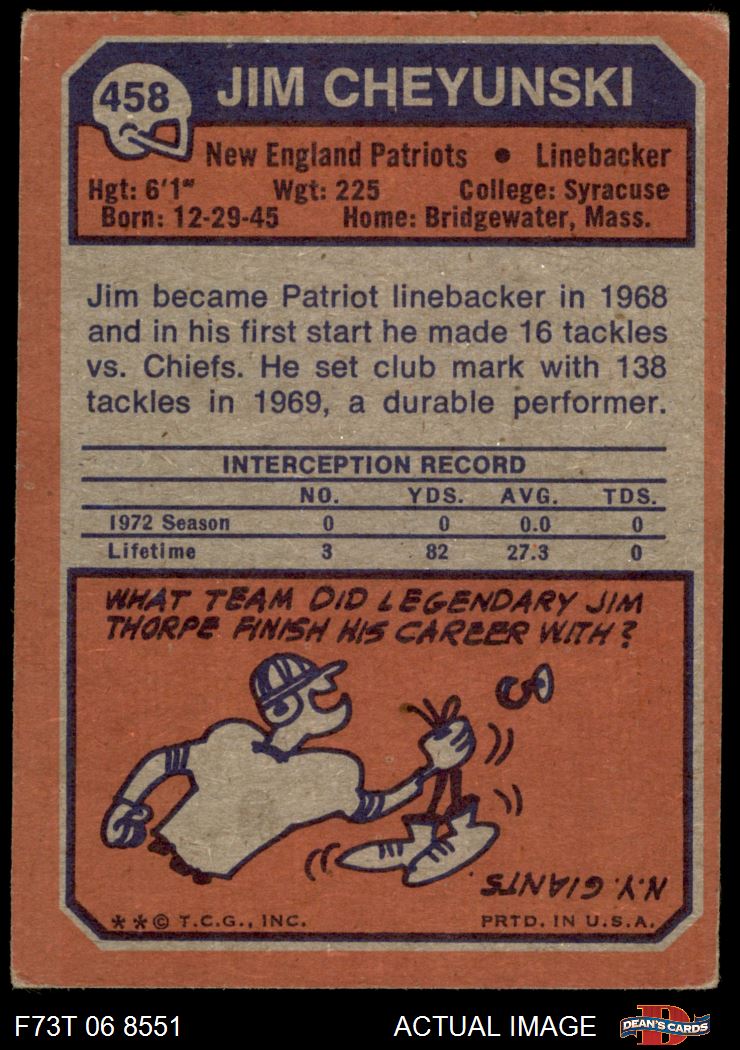 458
JIM CHEYUNSKI
New England Patriots • Linebacker
Hgt: 6'1" Wgt: 225 College: Syracuse
Born: 12-29-45 Home: Bridgewater, Mass.
Jim became Patriot linebacker in 1968
and in his first start he made 16 tackles
vs. Chiefs. He set club mark with 138
tackles in 1969, a durable performer.
INTERCEPTION RECORD
NO. YDS. AVG. TDS.
1972 Season 0 0 0.0 0
Lifetime 3 82 27.3 0
WHAT TEAM DID LEGENDARY JIM
THORPE FINISH HIS CAREER WITH?
N.Y. GIANTS.
**© T.C.G., INC. PRTD. IN U.S.A.
F73T 06 8551 ACTUAL IMAGE
D
DEAN'S CARDS